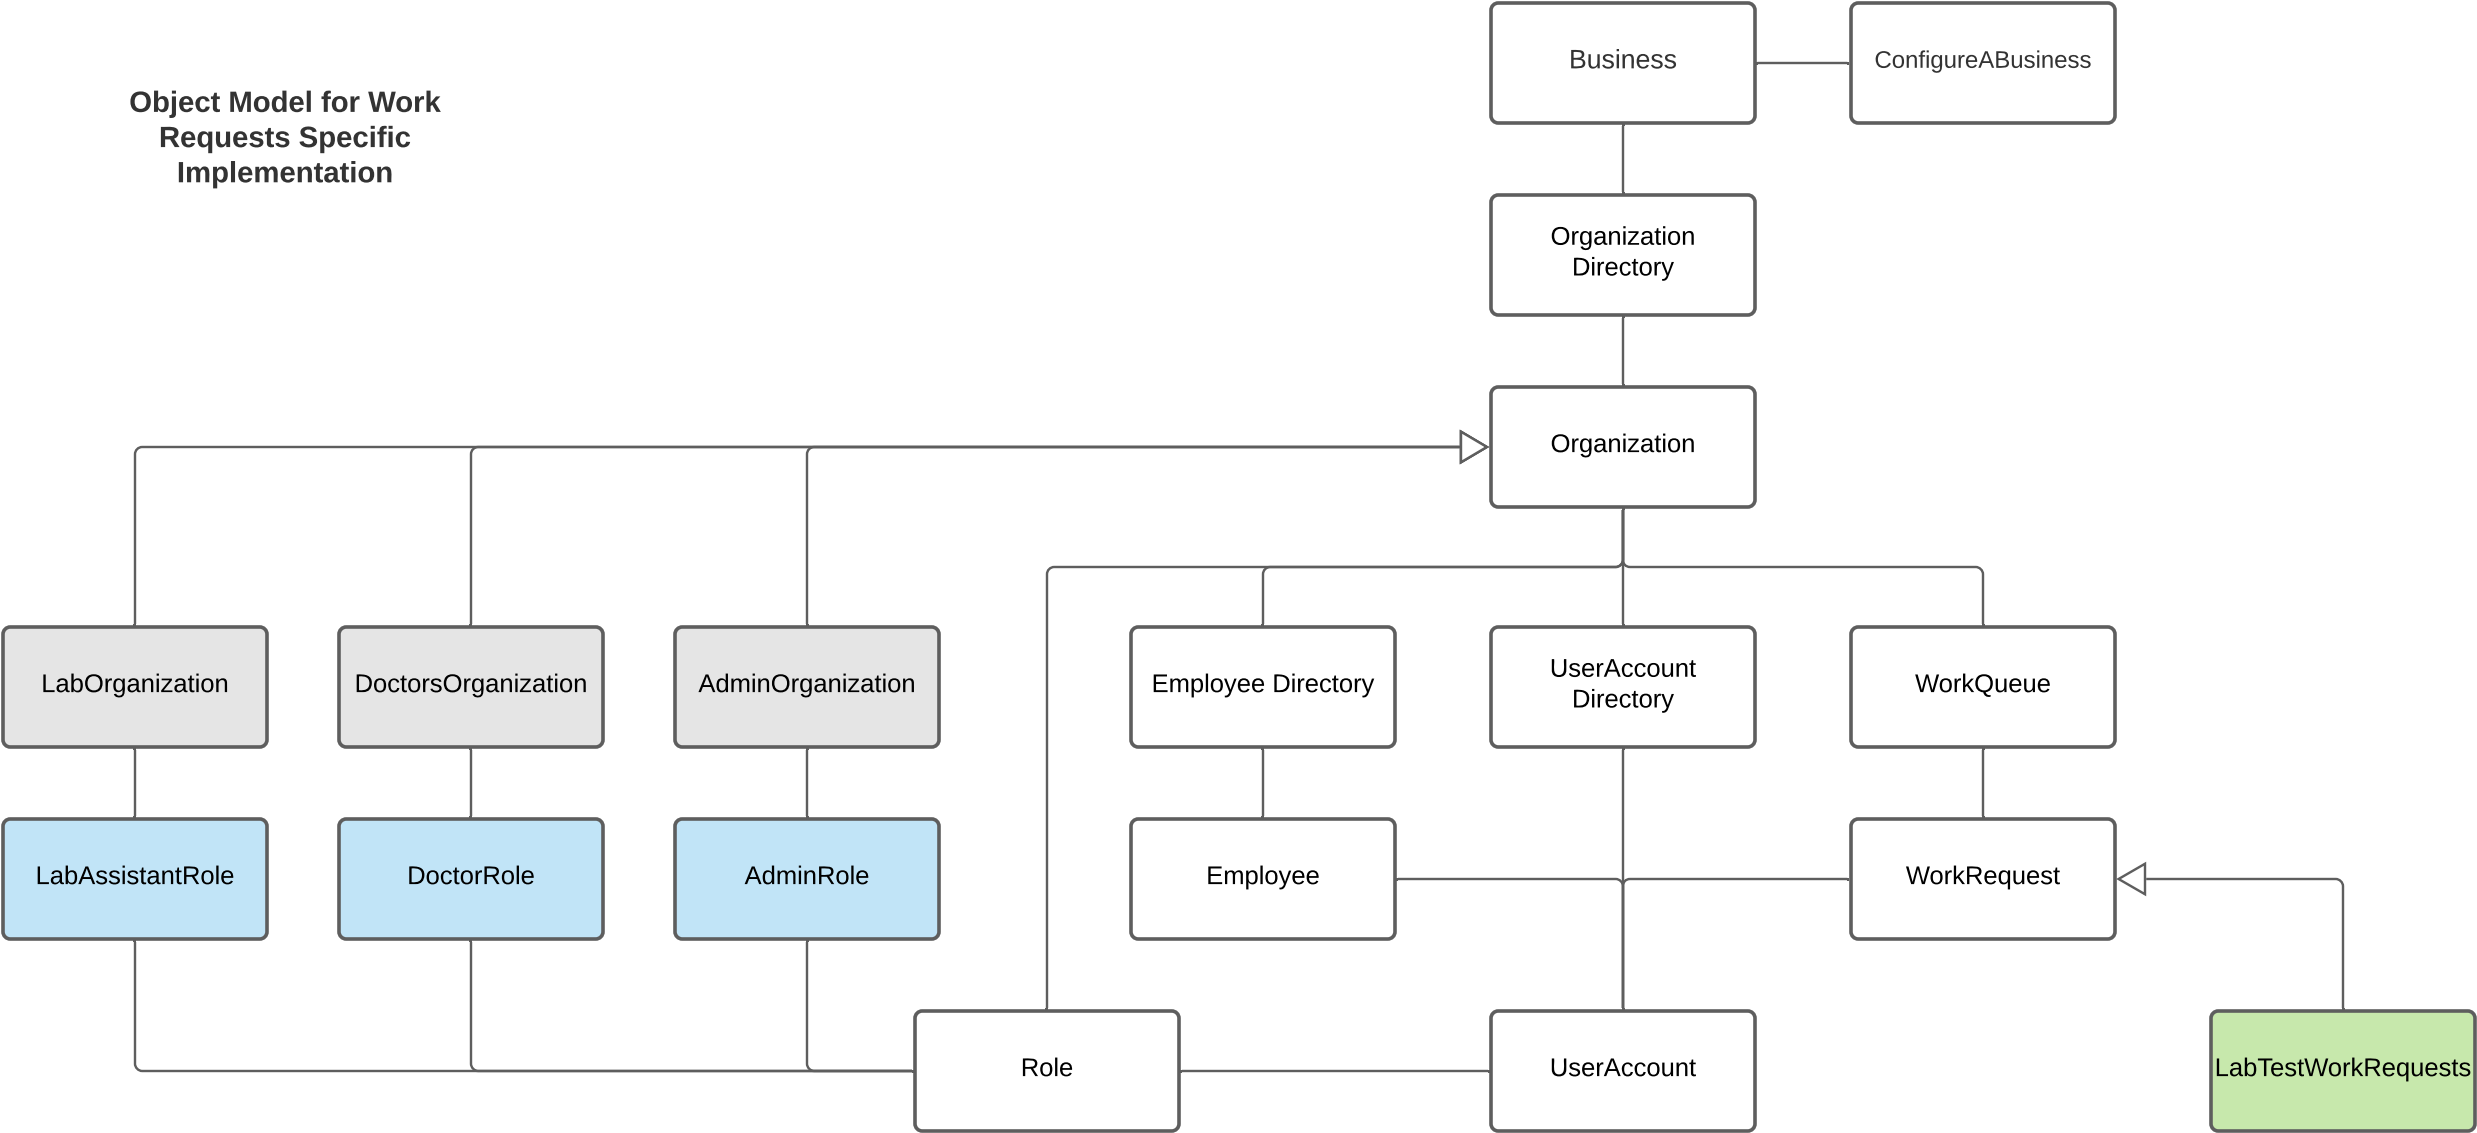 Business
ConfigureABusiness
Object Model for Work
Requests Specific
Implementation
Organization
Directory
Organization
LabOrganization
DoctorsOrganization
AdminOrganization
Employee Directory
UserAccount
Directory
WorkQueue
LabAssistantRole
DoctorRole
AdminRole
Employee
WorkRequest
Role
UserAccount
LabTestWorkRequests